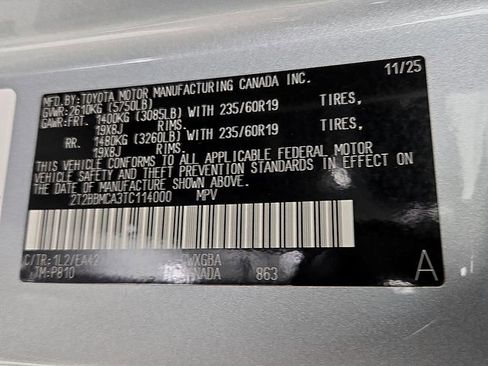 MFD.BY: TOYOTA MOTOR MANUFACTURING CANADA INC. 11/25
GVWR: 2610KG (5750LB)
GAWR: FRT. 1400KG (3085LB) WITH 235/60R19 TIRES,
19X8J RIMS.
RR. 1480KG (3260LB) WITH 235/60R19 TIRES,
19X8J RIMS.
THIS VEHICLE CONFORMS TO ALL APPLICABLE FEDERAL MOTOR
VEHICLE SAFETY AND THEFT PREVENTION STANDARDS IN EFFECT ON
THE DATE OF MANUFACTURE SHOWN ABOVE.
2T2BBMCA3TC114000 MPV
C/TR: 1L2/EA42
TM: P810 863 A